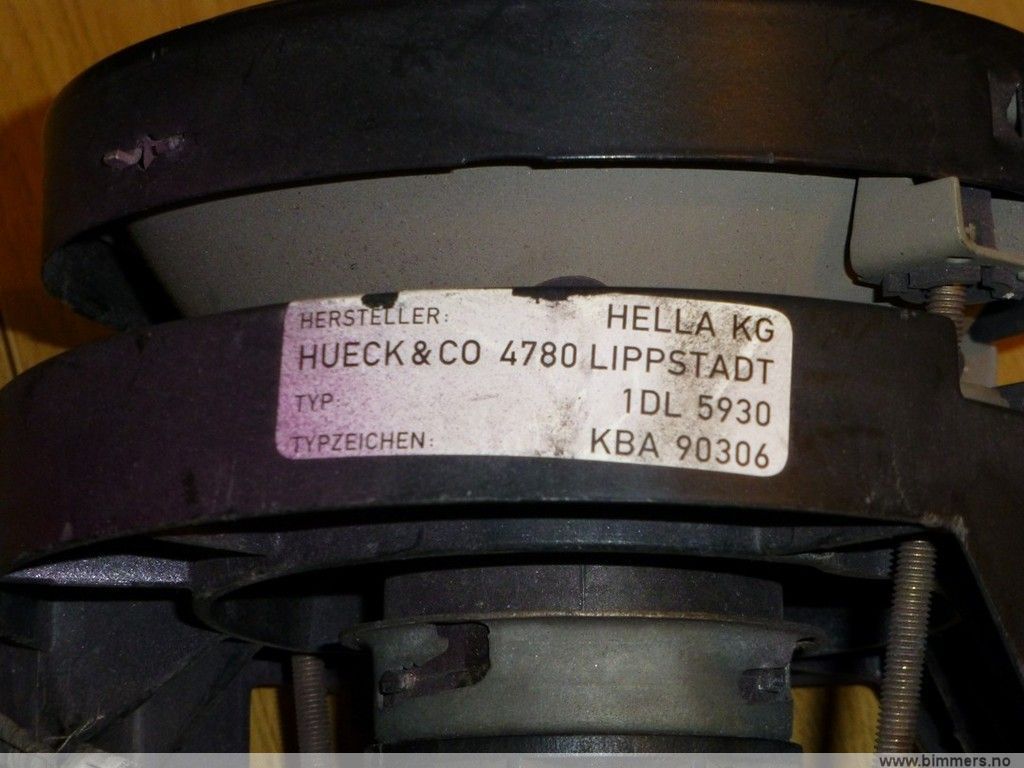 HERSTELLER: HELLA KG
HUECK & CO 4780 LIPPSTADT
TYP: 1DL 5930
TYPZEICHEN: KBA 90306
www.bimmers.no